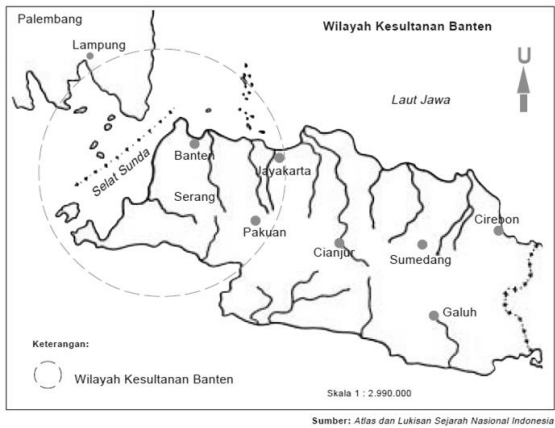 Palembang
Wilayah Kesultanan Banten
Lampung
U
Laut Jawa
Selat Sunda
Banten
Jayakarta
Serang
Pakuan
Cirebon
Cianjur
Sumedang
Galuh
Keterangan:
Wilayah Kesultanan Banten
Skala 1 : 2.990.000
Sumber: Atlas dan Lukisan Sejarah Nasional Indonesia